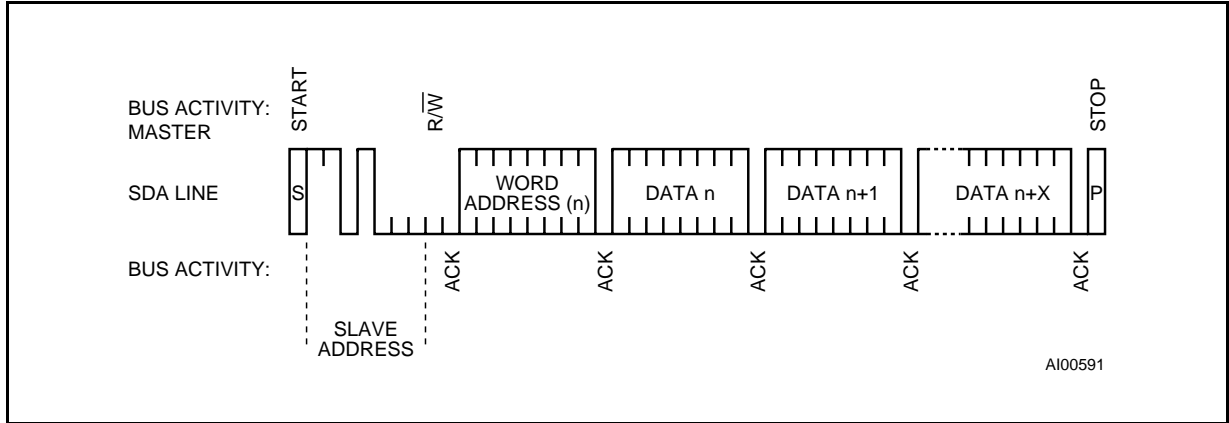 BUS ACTIVITY:
MASTER
START
R/W
STOP
SDA LINE
S
WORD
ADDRESS (n)
DATA n
DATA n+1
DATA n+X
P
BUS ACTIVITY:
ACK
ACK
ACK
ACK
ACK
SLAVE
ADDRESS
AI00591